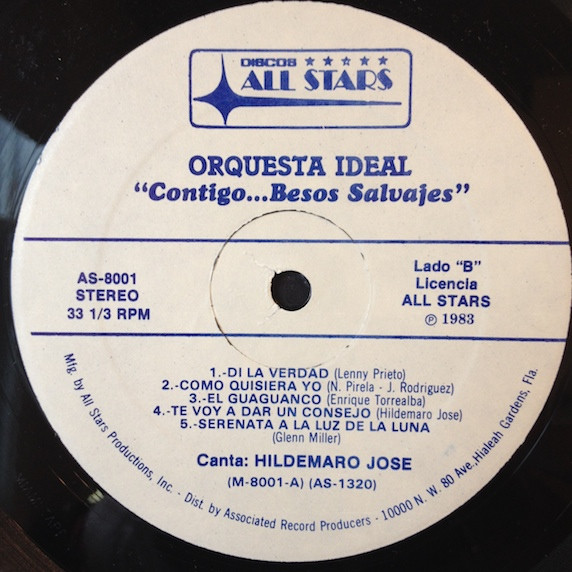 DISCOS ★★★★★
ALL STARS
ORQUESTA IDEAL
"Contigo...Besos Salvajes"
AS-8001
STEREO
33 1/3 RPM
Lado "B"
Licencia
ALL STARS
℗ 1983
1.-DI LA VERDAD (Lenny Prieto)
2.-COMO QUISIERA YO (N. Pirela - J. Rodriguez)
3.-EL GUAGUANCO (Enrique Torrealba)
4.-TE VOY A DAR UN CONSEJO (Hildemaro Jose)
5.-SERENATA A LA LUZ DE LA LUNA
(Glenn Miller)
Canta: HILDEMARO JOSE
(M-8001-A) (AS-1320)
Mfg. by All Stars Productions, Inc. - Dist. by Associated Record Producers - 10000 N. W. 80 Ave., Hialeah Gardens, Fla.